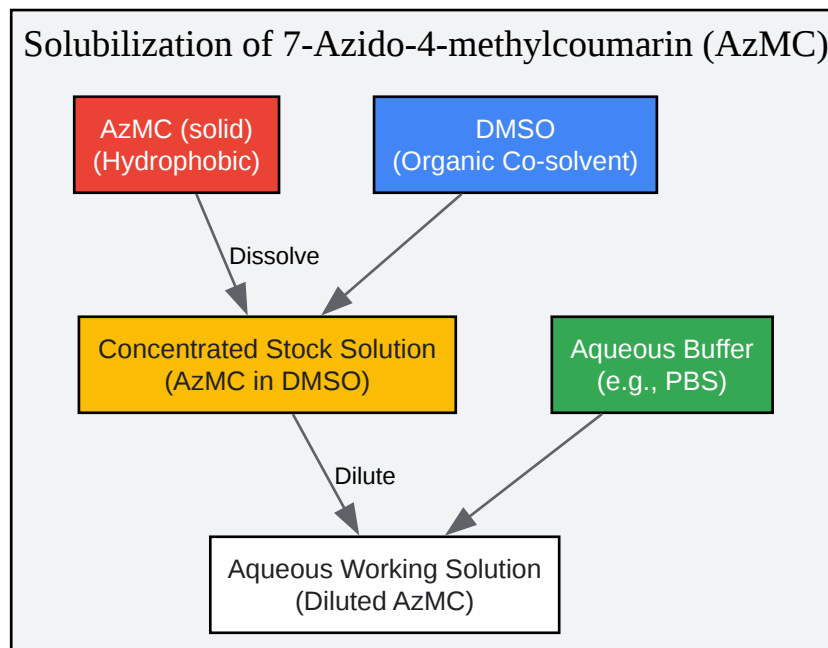 Solubilization of 7-Azido-4-methylcoumarin (AzMC)
AzMC (solid)
(Hydrophobic)
DMSO
(Organic Co-solvent)
Dissolve
Concentrated Stock Solution
(AzMC in DMSO)
Aqueous Buffer
(e.g., PBS)
Dilute
Aqueous Working Solution
(Diluted AzMC)